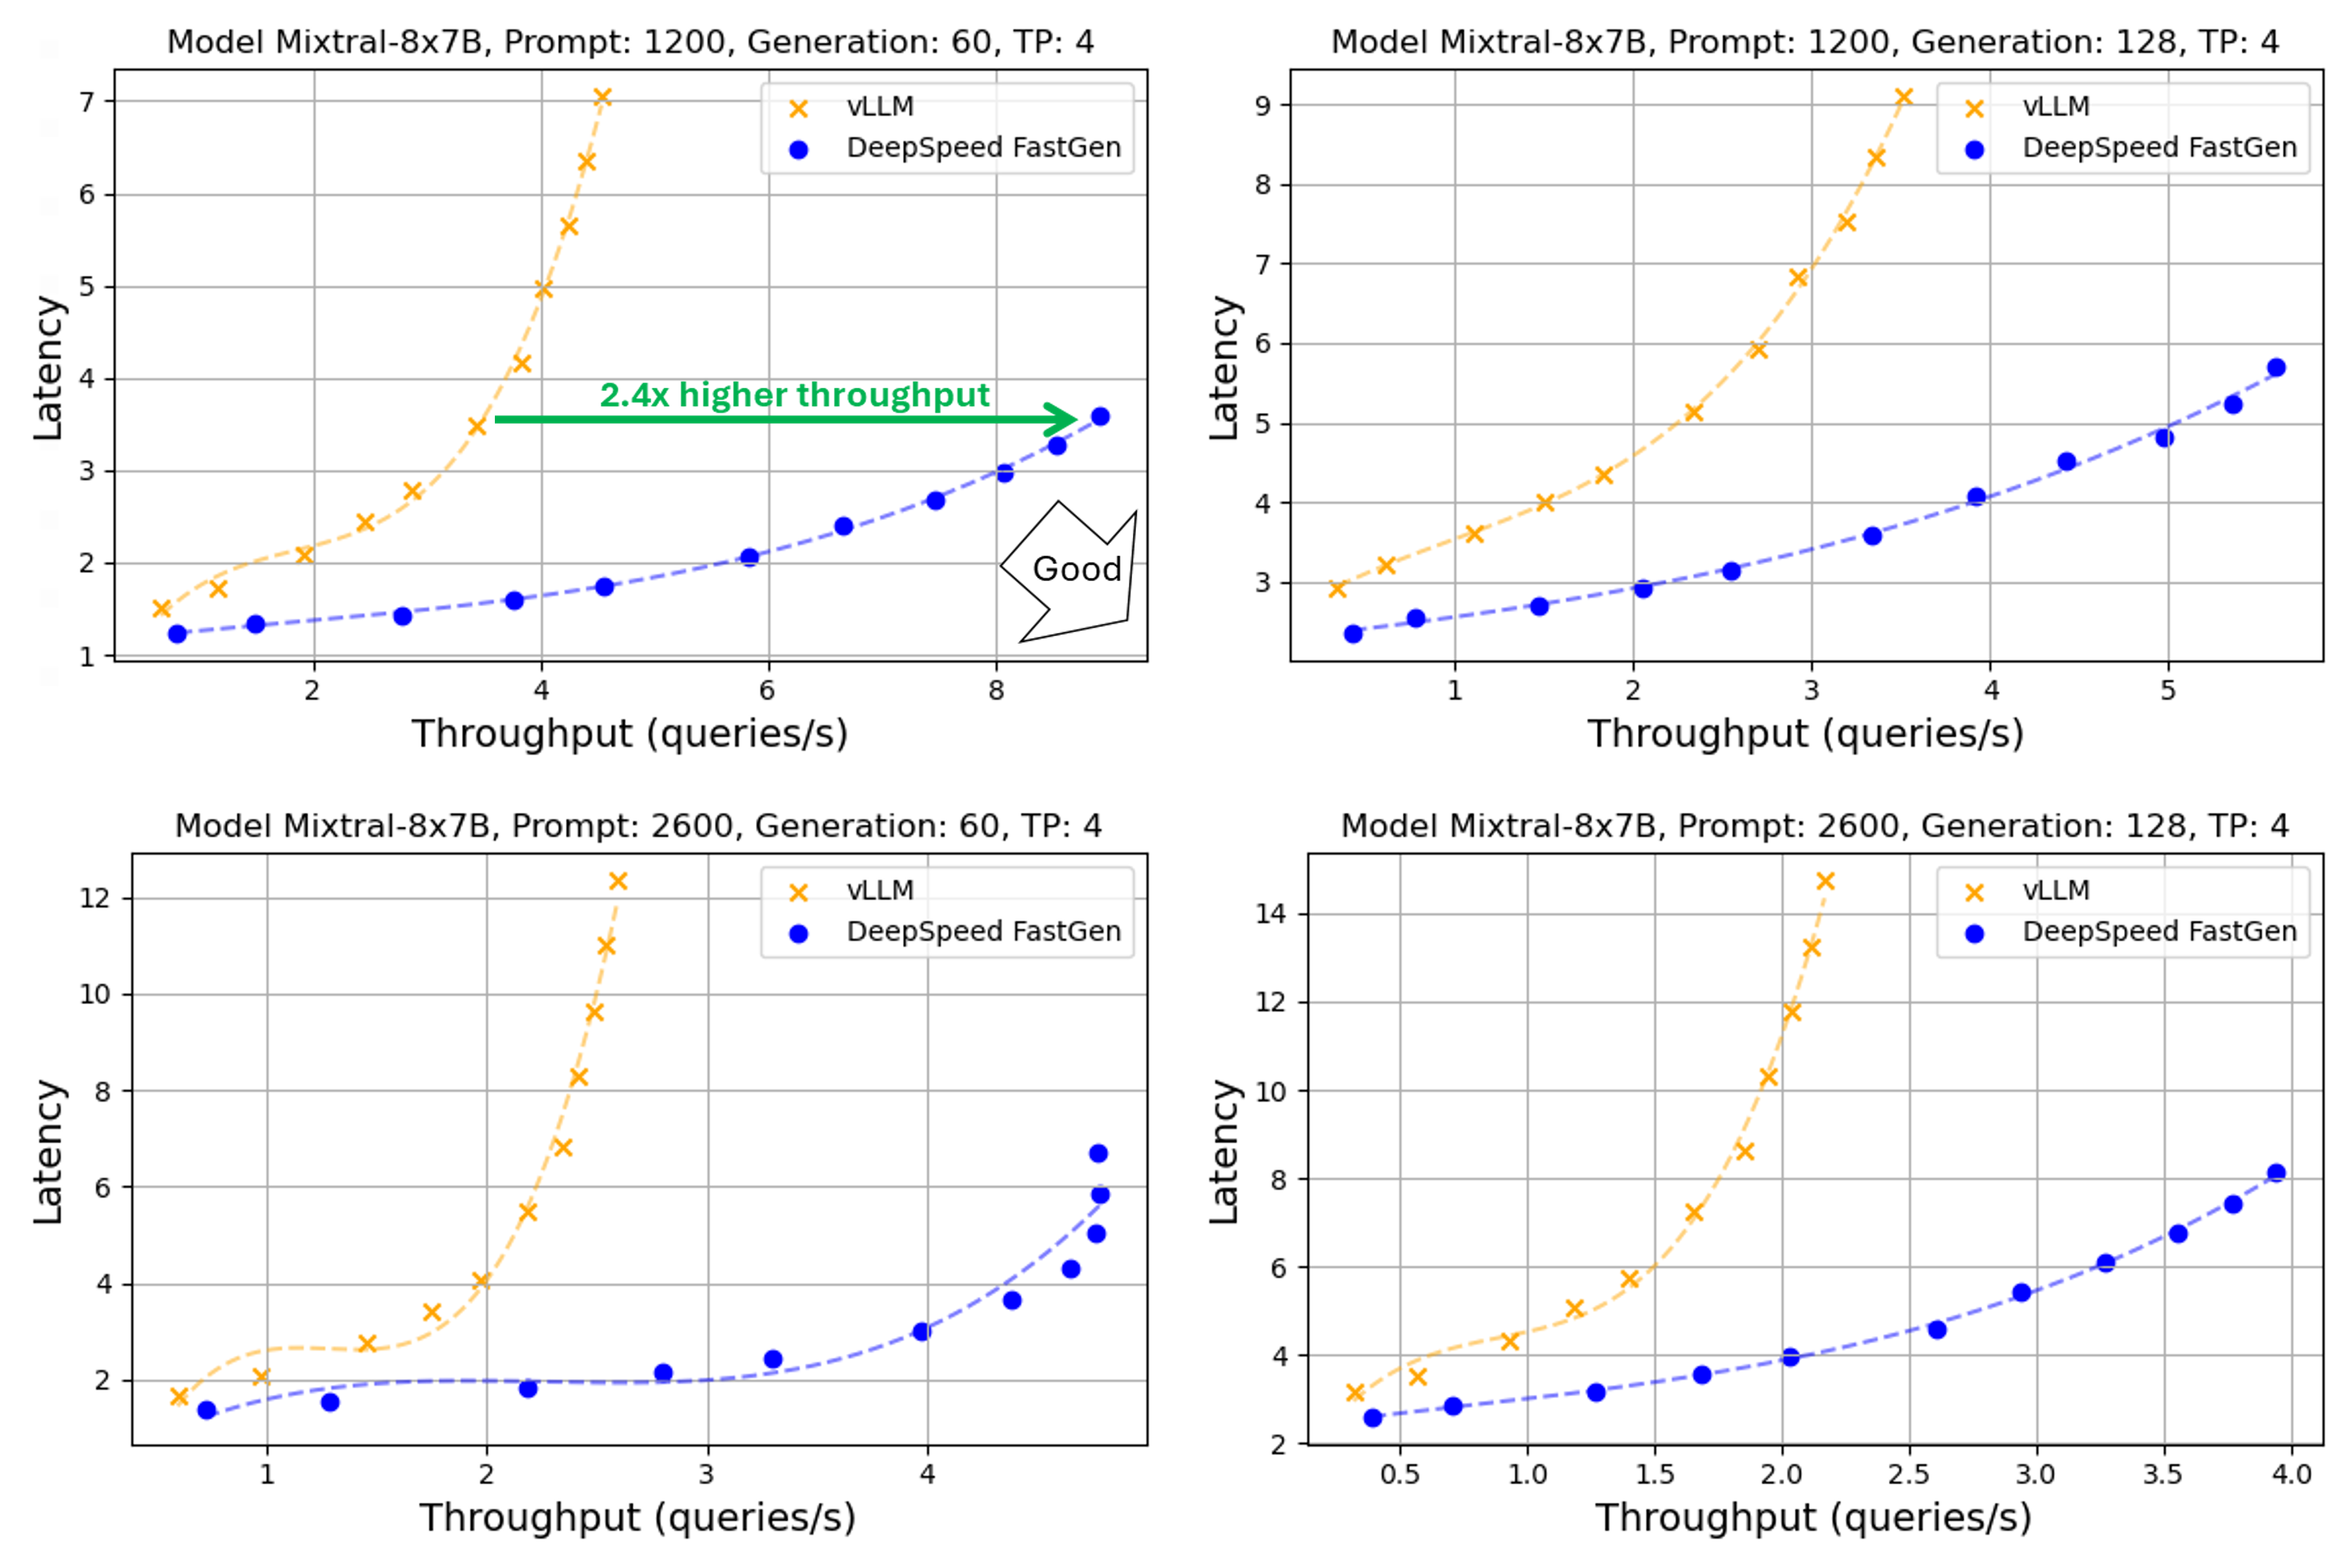 Model Mixtral-8x7B, Prompt: 1200, Generation: 60, TP: 4
vLLM
DeepSpeed FastGen
2.4x higher throughput
Good
Latency
7
6
5
4
3
2
1
2 4 6 8
Throughput (queries/s)
Model Mixtral-8x7B, Prompt: 1200, Generation: 128, TP: 4
vLLM
DeepSpeed FastGen
Latency
9
8
7
6
5
4
3
1 2 3 4 5
Throughput (queries/s)
Model Mixtral-8x7B, Prompt: 2600, Generation: 60, TP: 4
vLLM
DeepSpeed FastGen
Latency
12
10
8
6
4
2
1 2 3 4
Throughput (queries/s)
Model Mixtral-8x7B, Prompt: 2600, Generation: 128, TP: 4
vLLM
DeepSpeed FastGen
Latency
14
12
10
8
6
4
2
0.5 1.0 1.5 2.0 2.5 3.0 3.5 4.0
Throughput (queries/s)